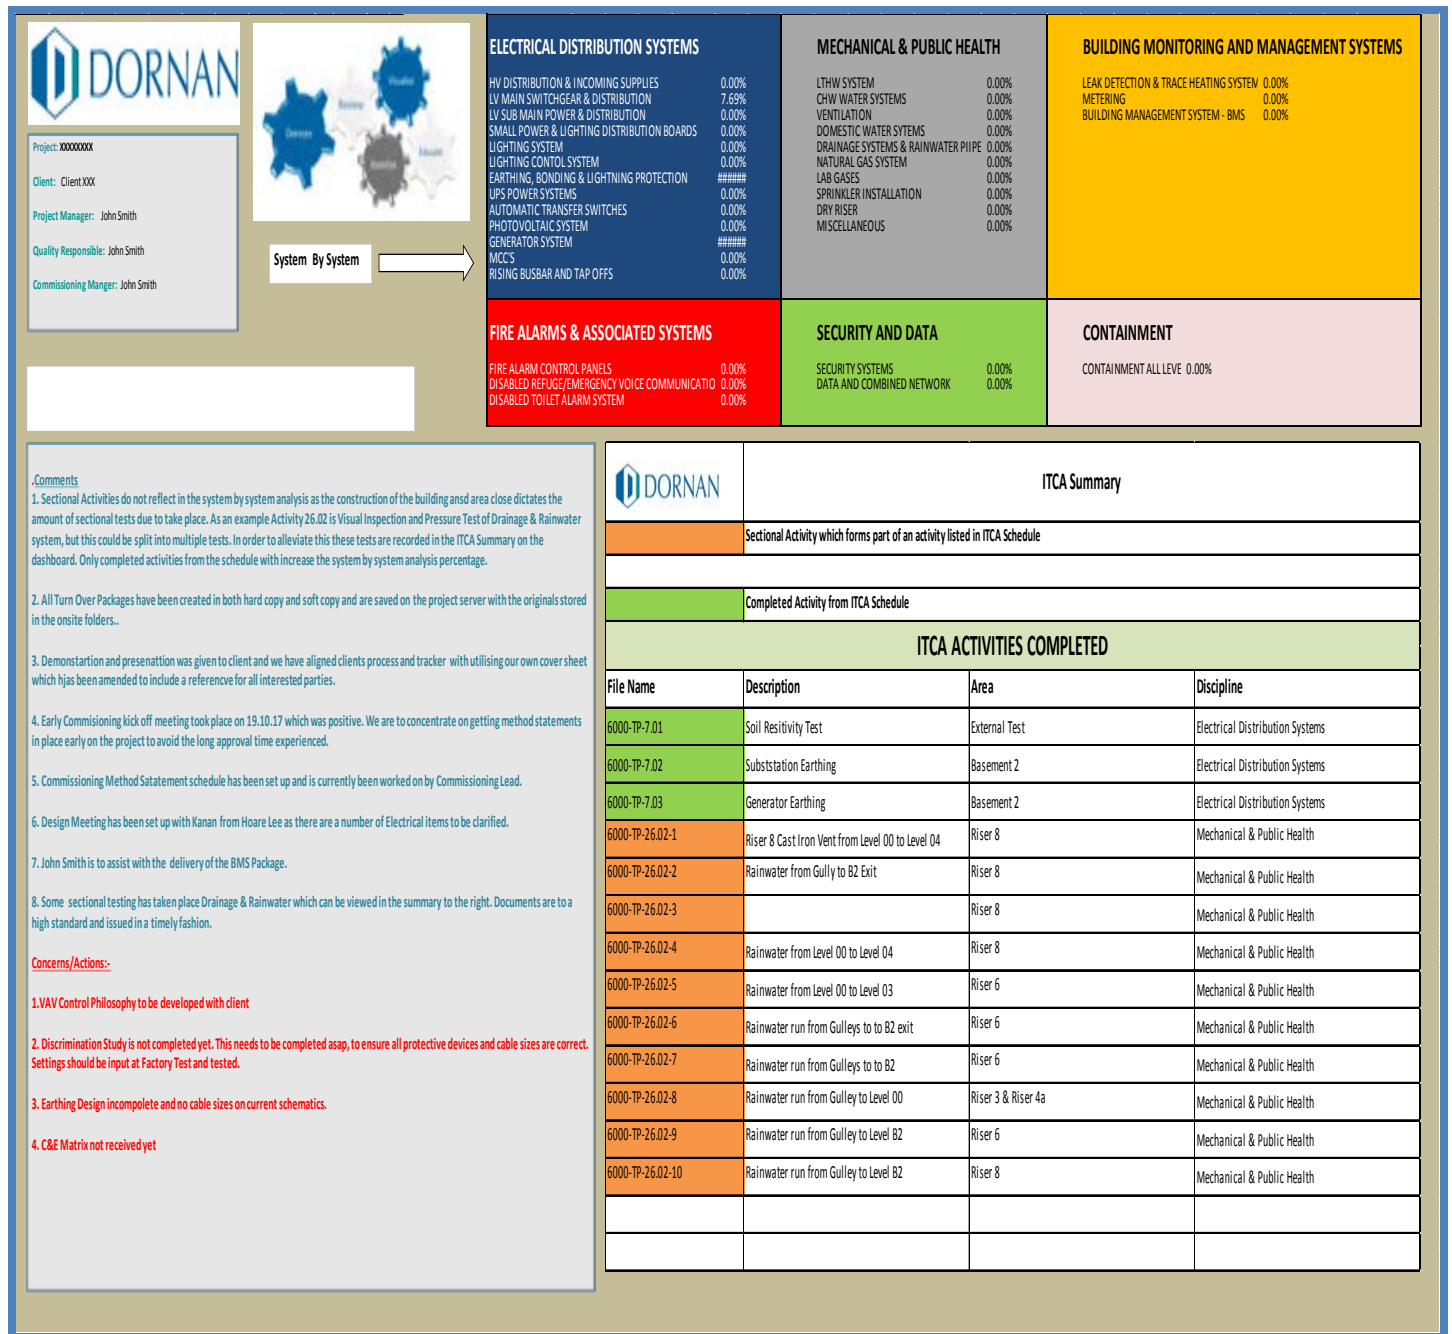 DORNAN
Project: XXXXXXXX
Client: Client XXX
Project Manager: John Smith
Quality Responsible: John Smith
Commissioning Manger: John Smith
System By System
ELECTRICAL DISTRIBUTION SYSTEMS
HV DISTRIBUTION & INCOMING SUPPLIES 0.00%
LV MAIN SWITCHGEAR & DISTRIBUTION 7.69%
LV SUB MAIN POWER & DISTRIBUTION 0.00%
SMALL POWER & LIGHTING DISTRIBUTION BOARDS 0.00%
LIGHTING SYSTEM 0.00%
LIGHTING CONTOL SYSTEM 0.00%
EARTHING, BONDING & LIGHTNING PROTECTION ######
UPS POWER SYSTEMS 0.00%
AUTOMATIC TRANSFER SWITCHES 0.00%
PHOTOVOLTAIC SYSTEM 0.00%
GENERATOR SYSTEM ######
MCC'S 0.00%
RISING BUSBAR AND TAP OFFS 0.00%
MECHANICAL & PUBLIC HEALTH
LTHW SYSTEM 0.00%
CHW WATER SYSTEMS 0.00%
VENTILATION 0.00%
DOMESTIC WATER SYTEMS 0.00%
DRAINAGE SYSTEMS & RAINWATER PIIPE 0.00%
NATURAL GAS SYSTEM 0.00%
LAB GASES 0.00%
SPRINKLER INSTALLATION 0.00%
DRY RISER 0.00%
MISCELLANEOUS 0.00%
BUILDING MONITORING AND MANAGEMENT SYSTEMS
LEAK DETECTION & TRACE HEATING SYSTEM 0.00%
METERING 0.00%
BUILDING MANAGEMENT SYSTEM - BMS 0.00%
FIRE ALARMS & ASSOCIATED SYSTEMS
FIRE ALARM CONTROL PANELS 0.00%
DISABLED REFUGE/EMERGENCY VOICE COMMUNICATIO 0.00%
DISABLED TOILET ALARM SYSTEM 0.00%
SECURITY AND DATA
SECURITY SYSTEMS 0.00%
DATA AND COMBINED NETWORK 0.00%
CONTAINMENT
CONTAINMENT ALL LEVE 0.00%
.Comments
1. Sectional Activities do not reflect in the system by system analysis as the construction of the building ansd area close dictates the
amount of sectional tests due to take place. As an example Activity 26.02 is Visual Inspection and Pressure Test of Drainage & Rainwater
system, but this could be split into multiple tests. In order to alleviate this these tests are recorded in the ITCA Summary on the
dashboard. Only completed activities from the schedule with increase the system by system analysis percentage.
2. All Turn Over Packages have been created in both hard copy and soft copy and are saved on the project server with the originals stored
in the onsite folders..
3. Demonstartion and presenattion was given to client and we have aligned clients process and tracker with utilising our own cover sheet
which hjas been amended to include a referencve for all interested parties.
4. Early Commisioning kick off meeting took place on 19.10.17 which was positive. We are to concentrate on getting method statements
in place early on the project to avoid the long approval time experienced.
5. Commissioning Method Satatement schedule has been set up and is currently been worked on by Commissioning Lead.
6. Design Meeting has been set up with Kanan from Hoare Lee as there are a number of Electrical items to be clarified.
7. John Smith is to assist with the delivery of the BMS Package.
8. Some sectional testing has taken place Drainage & Rainwater which can be viewed in the summary to the right. Documents are to a
high standard and issued in a timely fashion.
Concerns/Actions:-
1.VAV Control Philosophy to be developed with client
2. Discrimination Study is not completed yet. This needs to be completed asap, to ensure all protective devices and cable sizes are correct.
Settings should be input at Factory Test and tested.
3. Earthing Design incompolete and no cable sizes on current schematics.
4. C&E Matrix not received yet
DORNAN
ITCA Summary
Sectional Activity which forms part of an activity listed in ITCA Schedule
Completed Activity from ITCA Schedule
ITCA ACTIVITIES COMPLETED
File Name Description Area Discipline
6000-TP-7.01 Soil Resitivity Test External Test Electrical Distribution Systems
6000-TP-7.02 Subststation Earthing Basement 2 Electrical Distribution Systems
6000-TP-7.03 Generator Earthing Basement 2 Electrical Distribution Systems
6000-TP-26.02-1 Riser 8 Cast Iron Vent from Level 00 to Level 04 Riser 8 Mechanical & Public Health
6000-TP-26.02-2 Rainwater from Gully to B2 Exit Riser 8 Mechanical & Public Health
6000-TP-26.02-3 Riser 8 Mechanical & Public Health
6000-TP-26.02-4 Rainwater from Level 00 to Level 04 Riser 8 Mechanical & Public Health
6000-TP-26.02-5 Rainwater from Level 00 to Level 03 Riser 6 Mechanical & Public Health
6000-TP-26.02-6 Rainwater run from Gulleys to to B2 exit Riser 6 Mechanical & Public Health
6000-TP-26.02-7 Rainwater run from Gulleys to to B2 Riser 6 Mechanical & Public Health
6000-TP-26.02-8 Rainwater run from Gulley to Level 00 Riser 3 & Riser 4a Mechanical & Public Health
6000-TP-26.02-9 Rainwater run from Gulley to Level B2 Riser 6 Mechanical & Public Health
6000-TP-26.02-10 Rainwater run from Gulley to Level B2 Riser 8 Mechanical & Public Health